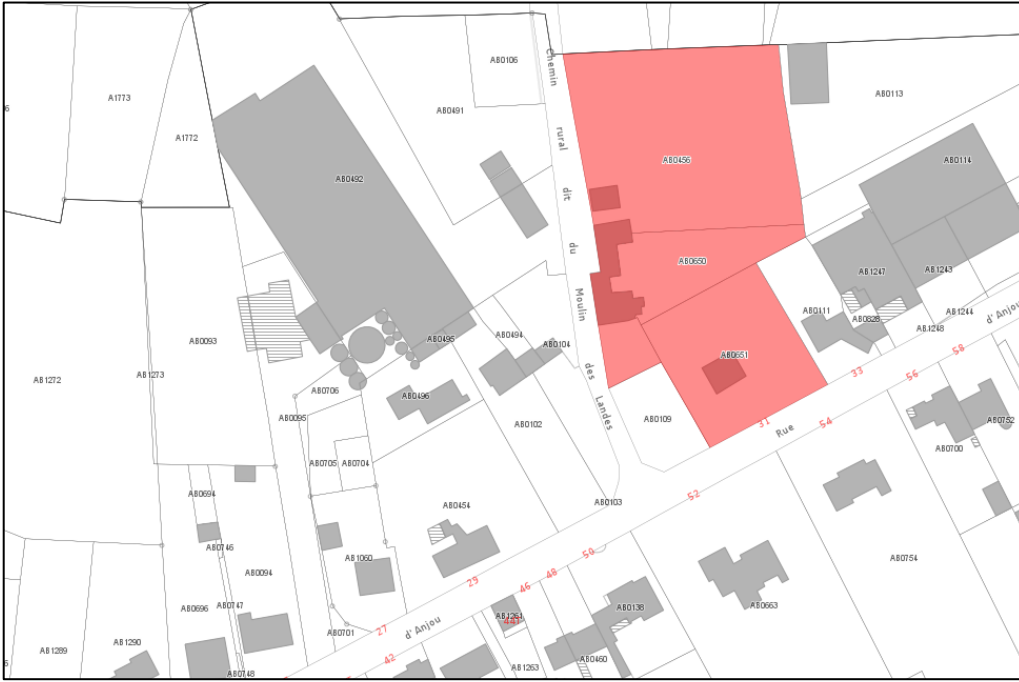 AB0106
A1773
AB0491
AB0113
A1772
Chemin rural dit du Moulin des Landes
AB0492
AB0456
AB0114
AB0650
AB1247
AB1243
AB0111
AB0828
AB1244
AB1248
d'Anjou
AB0093
AB0495
AB0494
AB0104
AB0651
58
33
56
AB1272
AB1273
AB0706
AB0496
AB0095
AB0109
31
54
Rue
AB0102
AB0752
AB0700
AB0705
AB0704
AB0694
AB0454
AB0103
52
AB0746
AB0094
AB1060
50
48
46
29
AB0754
AB0696
AB0747
AB0701
27
d'Anjou
AB1261
AB0138
AB0663
AB1289
AB1290
AB0748
42
AB1263
AB0460